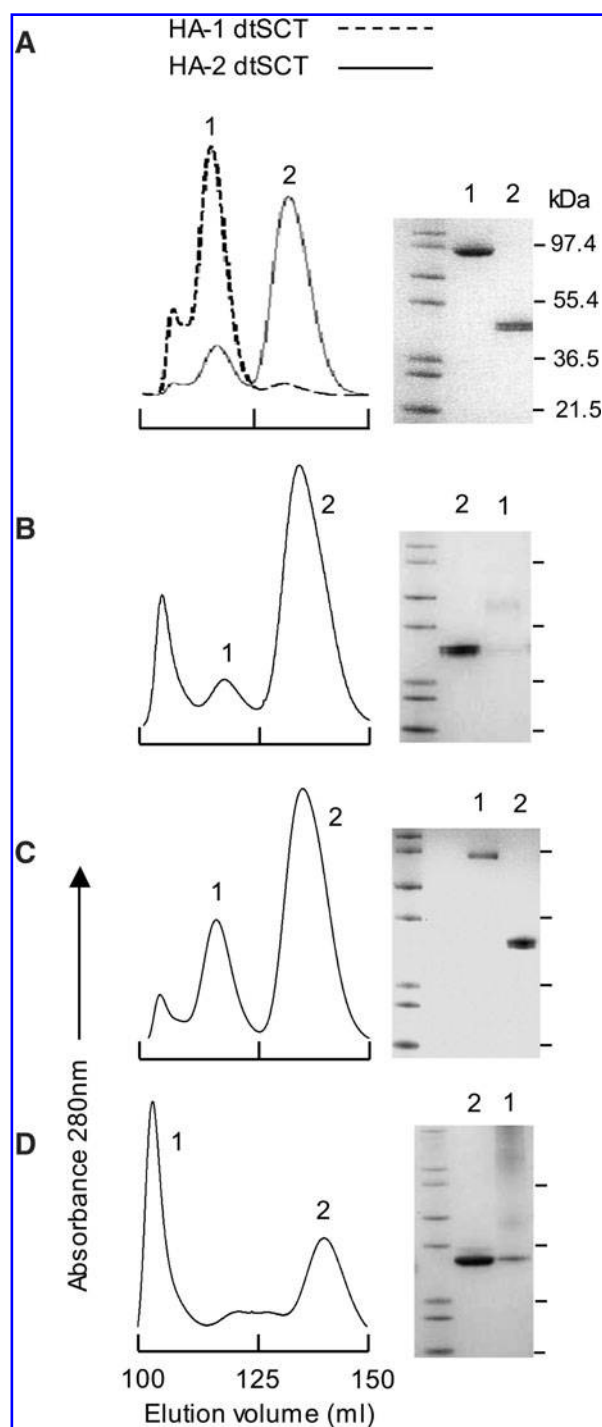 A
HA-1 dtSCT
HA-2 dtSCT
1
2
1 2 kDa
97.4
55.4
36.5
21.5
B
1
2
2 1
C
1
2
1 2
D
1
2
2 1
Absorbance 280nm
100 125 150
Elution volume (ml)